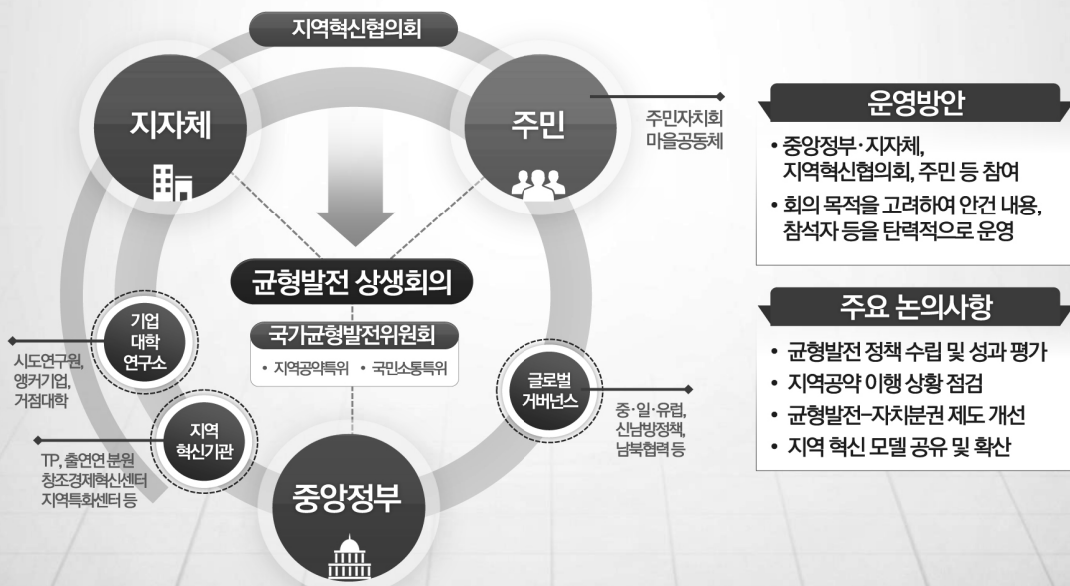 지역혁신협의회
지자체
주민
주민자치회
마을공동체
균형발전 상생회의
국가균형발전위원회
• 지역공약특위 • 국민소통특위
기업
대학
연구소
시도연구원,
앵커기업,
거점대학
지역
혁신기관
TP, 출연연 분원
창조경제혁신센터
지역특화센터 등
글로벌
거버넌스
중·일·유럽,
신남방정책,
남북협력 등
중앙정부
운영방안
• 중앙정부·지자체,
지역혁신협의회, 주민 등 참여
• 회의 목적을 고려하여 안건 내용,
참석자 등을 탄력적으로 운영
주요 논의사항
• 균형발전 정책 수립 및 성과 평가
• 지역공약 이행 상황 점검
• 균형발전-자치분권 제도 개선
• 지역 혁신 모델 공유 및 확산